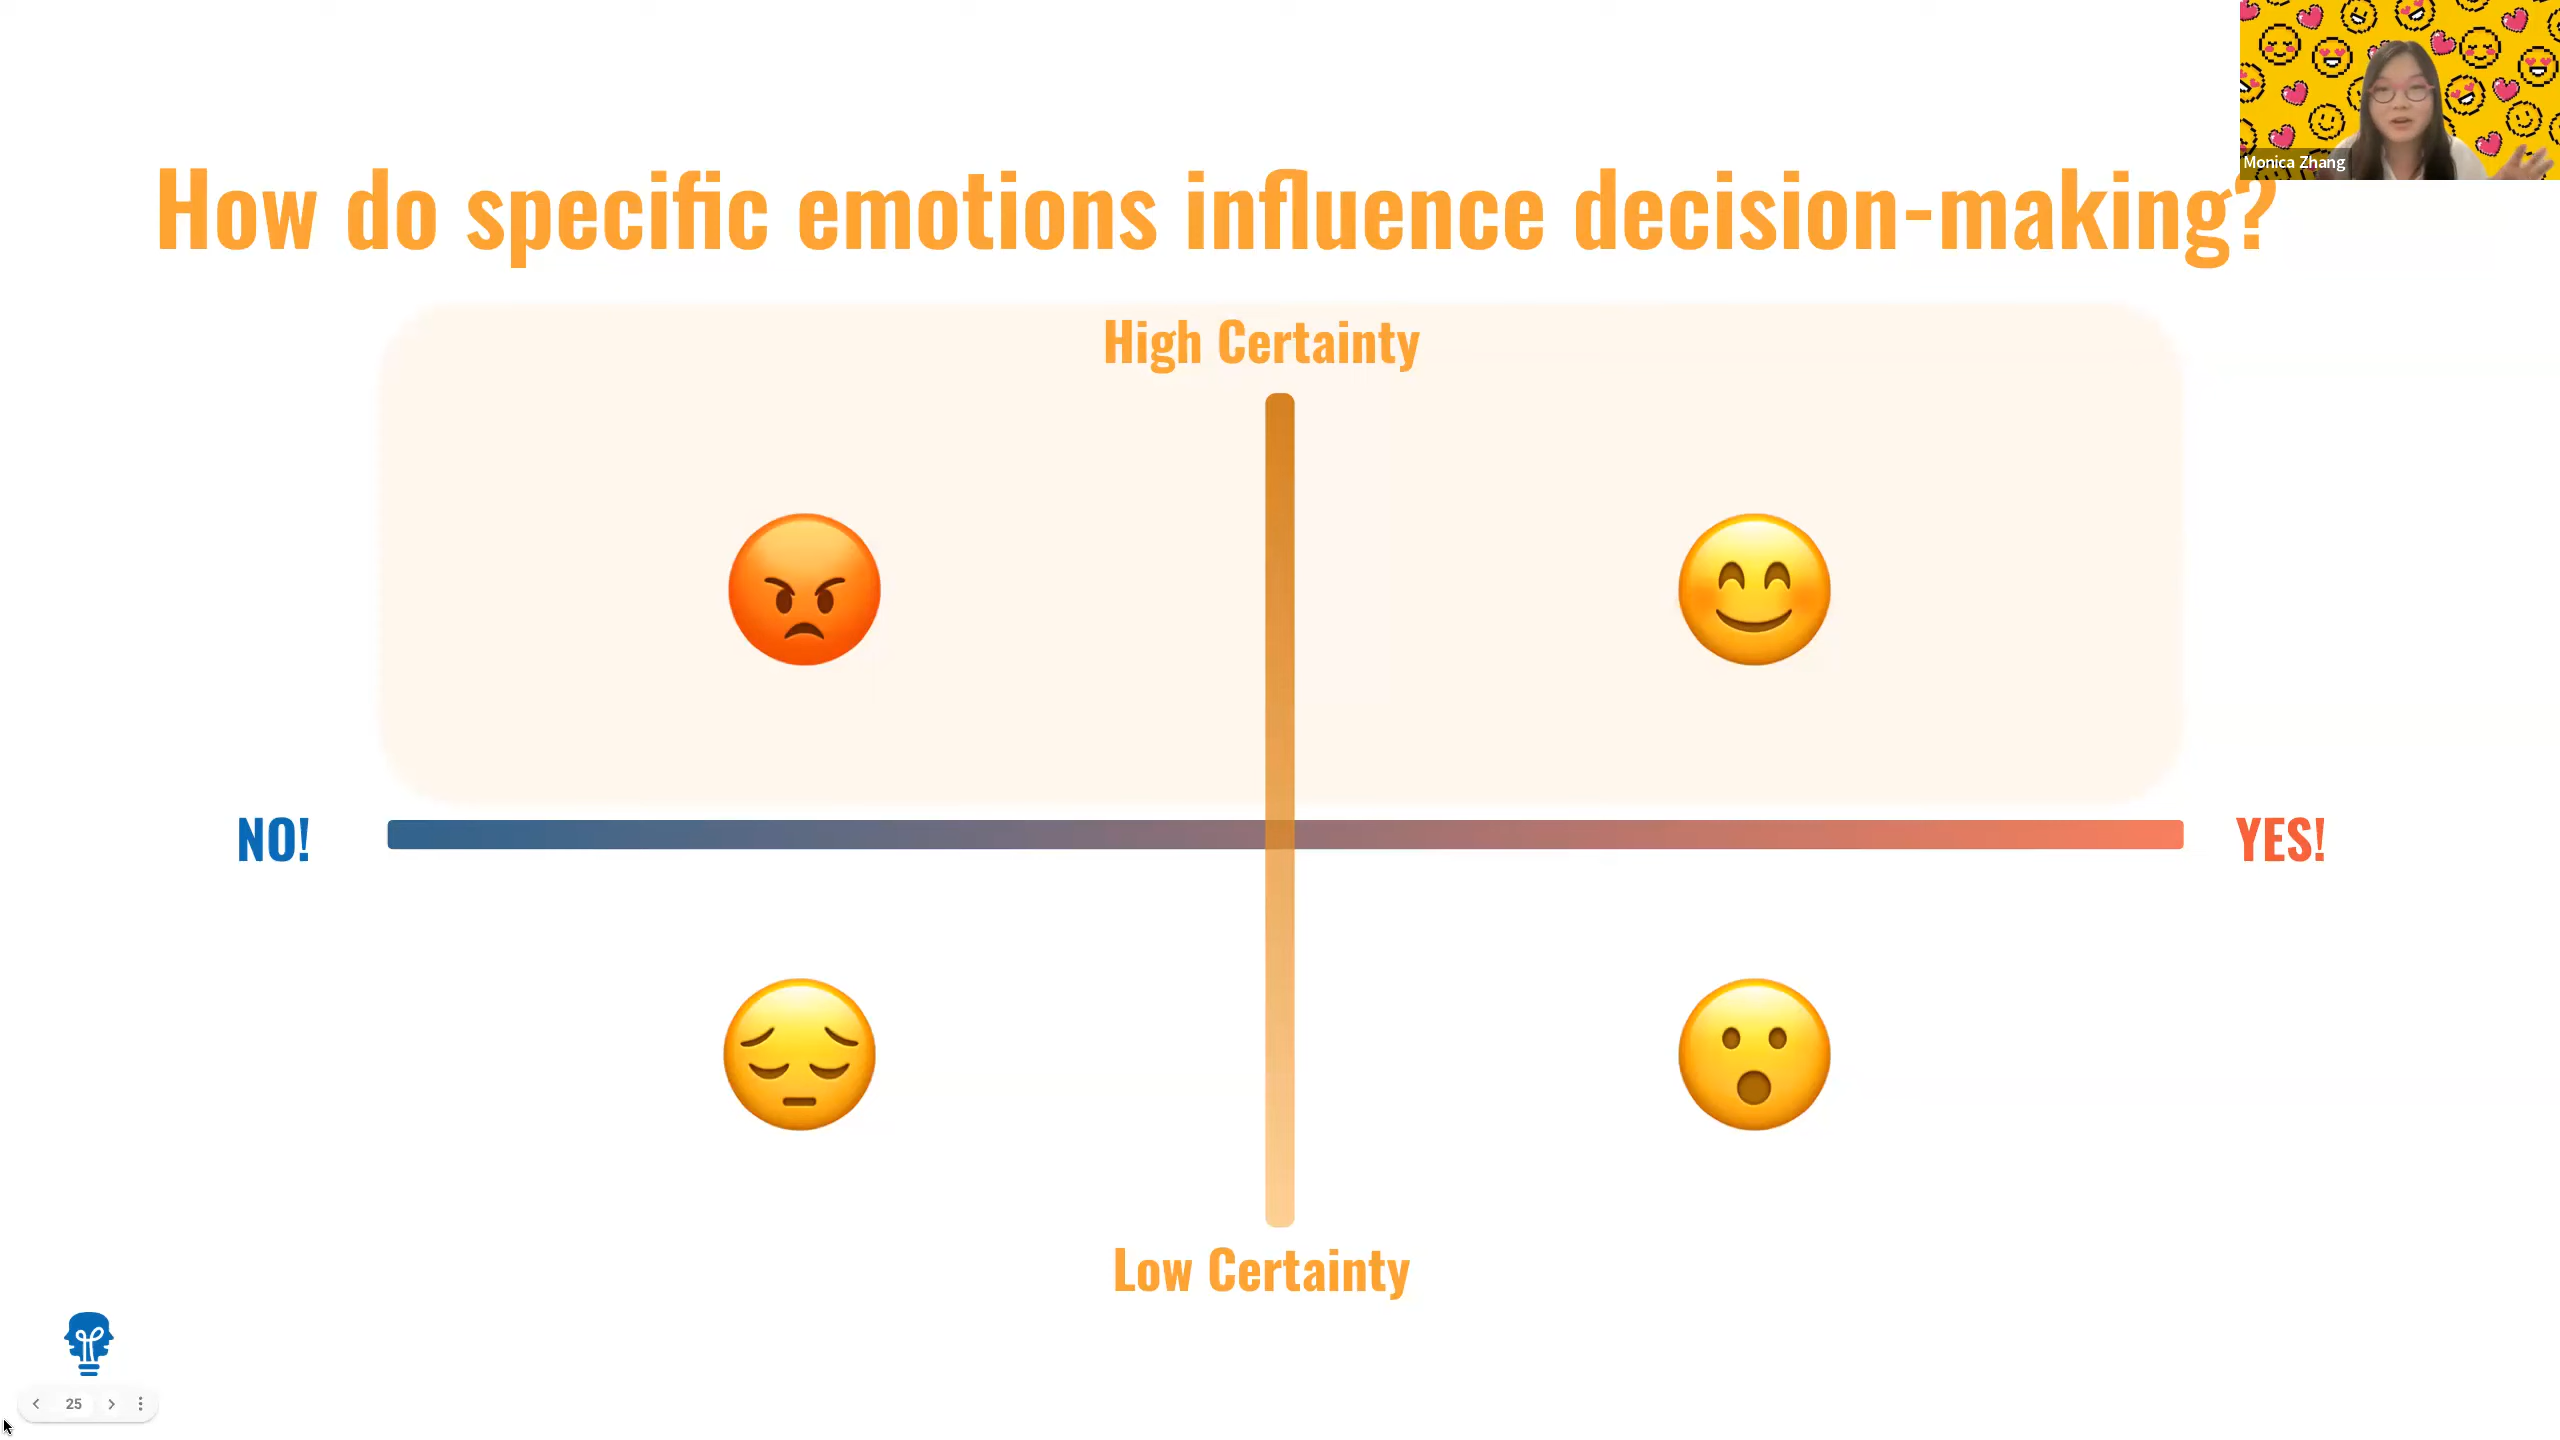 Monica Zhang
How do specific emotions influence decision-making?
High Certainty
NO!
YES!
Low Certainty
25